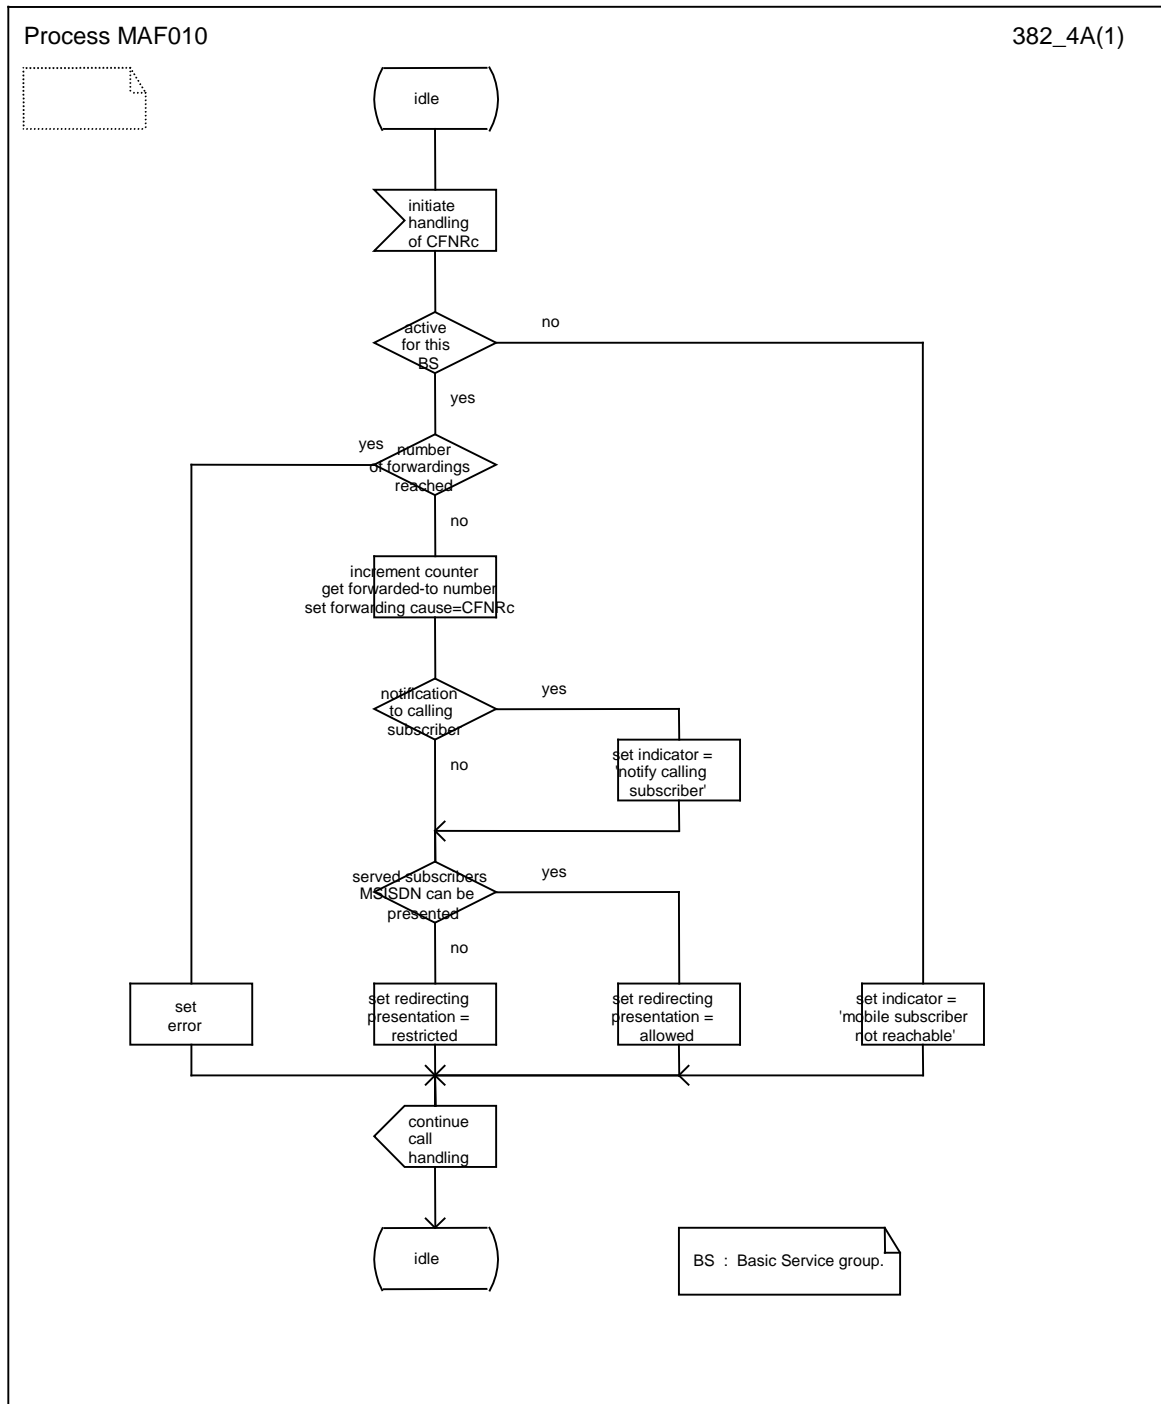 Process MAF010
382_4A(1)
idle
initiate
handling
of CFNRc
active
for this
BS
no
yes
yes
number
of forwardings
reached
no
increment counter
get forwarded-to number
set forwarding cause=CFNRc
notification
to calling
subscriber
yes
no
set indicator =
'notify calling
subscriber'
served subscribers
MSISDN can be
presented
yes
no
set
error
set redirecting
presentation =
restricted
set redirecting
presentation =
allowed
set indicator =
'mobile subscriber
not reachable'
continue
call
handling
idle
BS : Basic Service group.